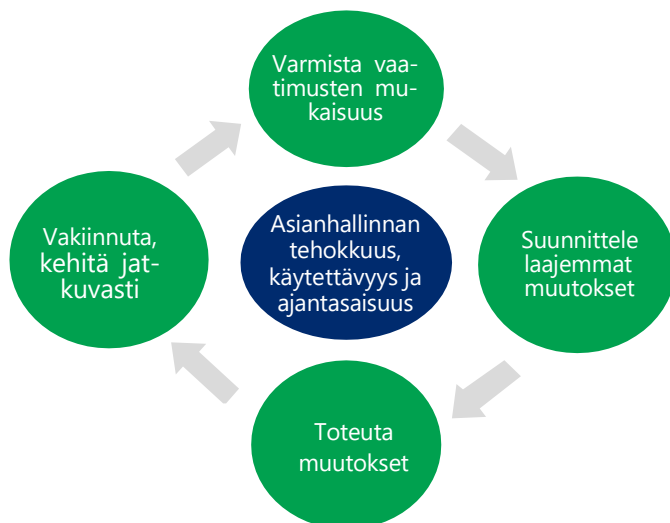 Varmista vaa-
timusten mu-
kaisuus
Vakiinnuta,
kehitä jat-
kuvasti
Asianhallinnan
tehokkuus,
käytettävyys ja
ajantasaisuus
Suunnittele
laajemmat
muutokset
Toteuta
muutokset